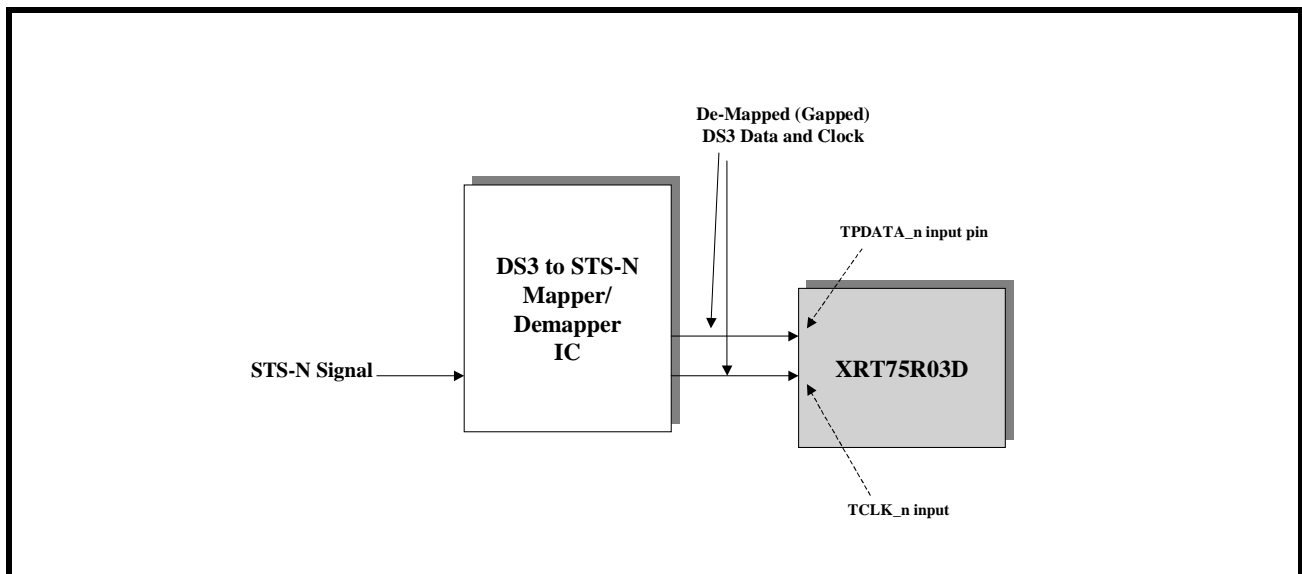 De-Mapped (Gapped)
DS3 Data and Clock
TPDATA_n input pin
DS3 to STS-N
Mapper/
Demapper
IC
STS-N Signal
XRT75R03D
TCLK_n input